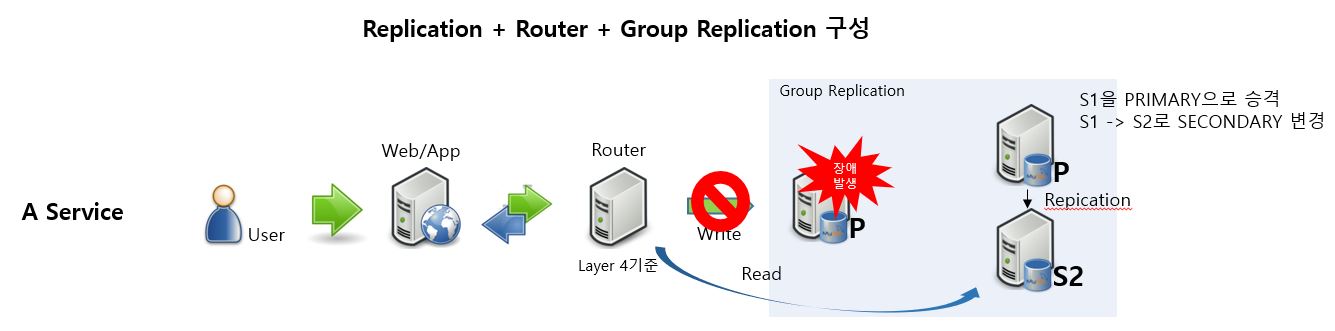 Replication + Router + Group Replication 구성
Group Replication
S1을 PRIMARY으로 승격
S1 -> S2로 SECONDARY 변경
Web/App
Router
장애
발생
P
P
Repication
A Service
User
Write
Layer 4기준
Read
S2